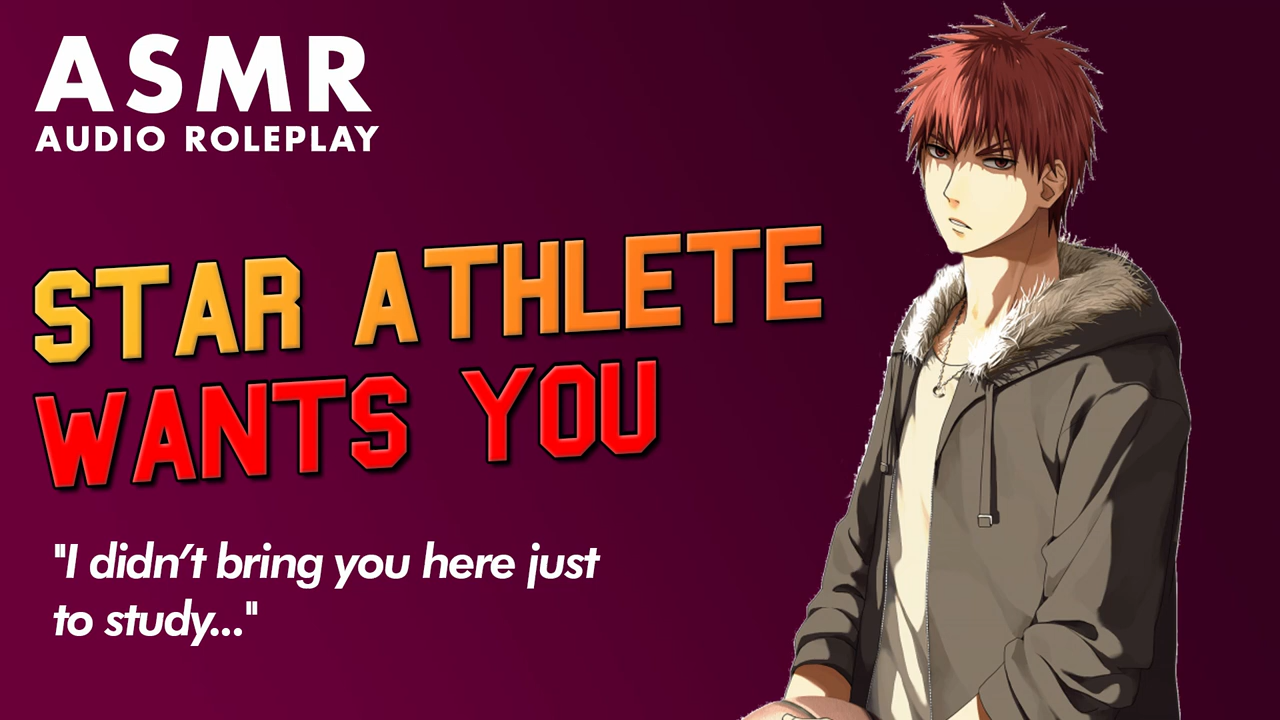 ASMR
AUDIO ROLEPLAY
STAR ATHLETE
WANTS YOU
"I didn’t bring you here just
to study..."